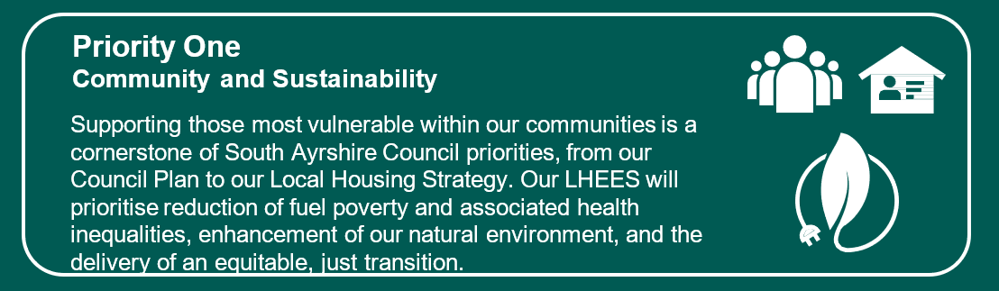 Priority One
Community and Sustainability
Supporting those most vulnerable within our communities is a
cornerstone of South Ayrshire Council priorities, from our
Council Plan to our Local Housing Strategy. Our LHEES will
prioritise reduction of fuel poverty and associated health
inequalities, enhancement of our natural environment, and the
delivery of an equitable, just transition.